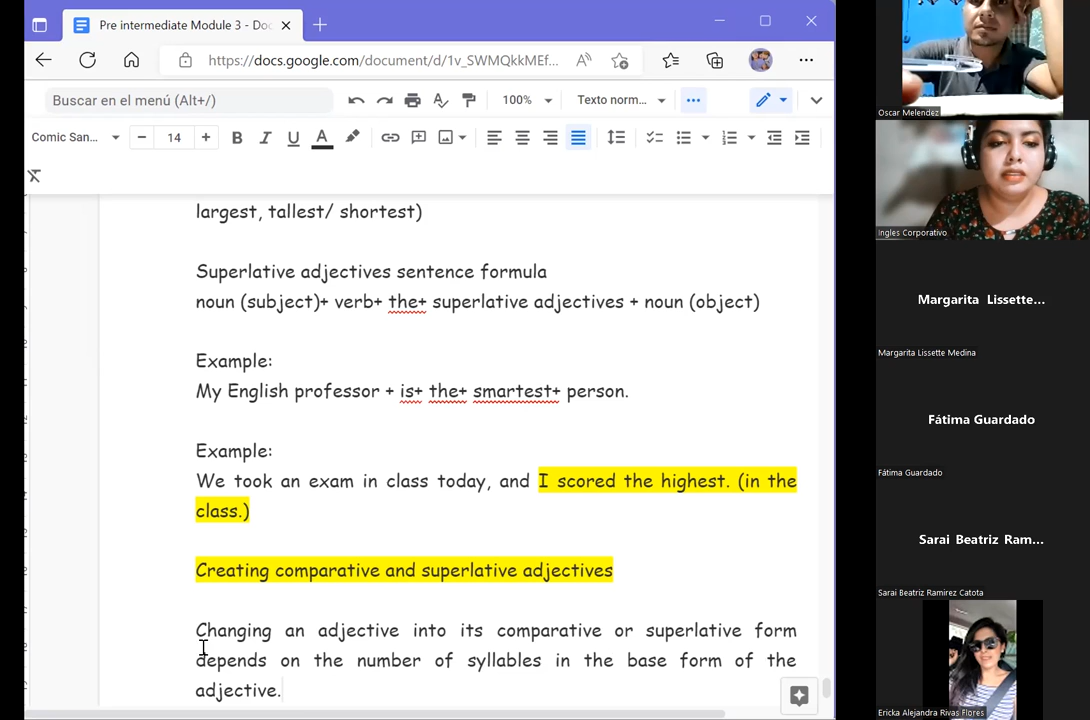 Pre intermediate Module 3 - Doc
https://docs.google.com/document/d/1v_SWMQkkMEf...
Buscar en el menú (Alt+/)
100%
Texto norm...
Comic San...
14
largest, tallest/ shortest)
Superlative adjectives sentence formula
noun (subject)+ verb+ the+ superlative adjectives + noun (object)
Example:
My English professor + is+ the+ smartest+ person.
Example:
We took an exam in class today, and I scored the highest. (in the
class.)
Creating comparative and superlative adjectives
Changing an adjective into its comparative or superlative form
depends on the number of syllables in the base form of the
adjective.
Oscar Melendez
Ingles Corporativo
Margarita Lissette...
Margarita Lissette Medina
Fátima Guardado
Fátima Guardado
Sarai Beatriz Ram...
Sarai Beatriz Ramirez Catota
Ericka Alejandra Rivas Flores